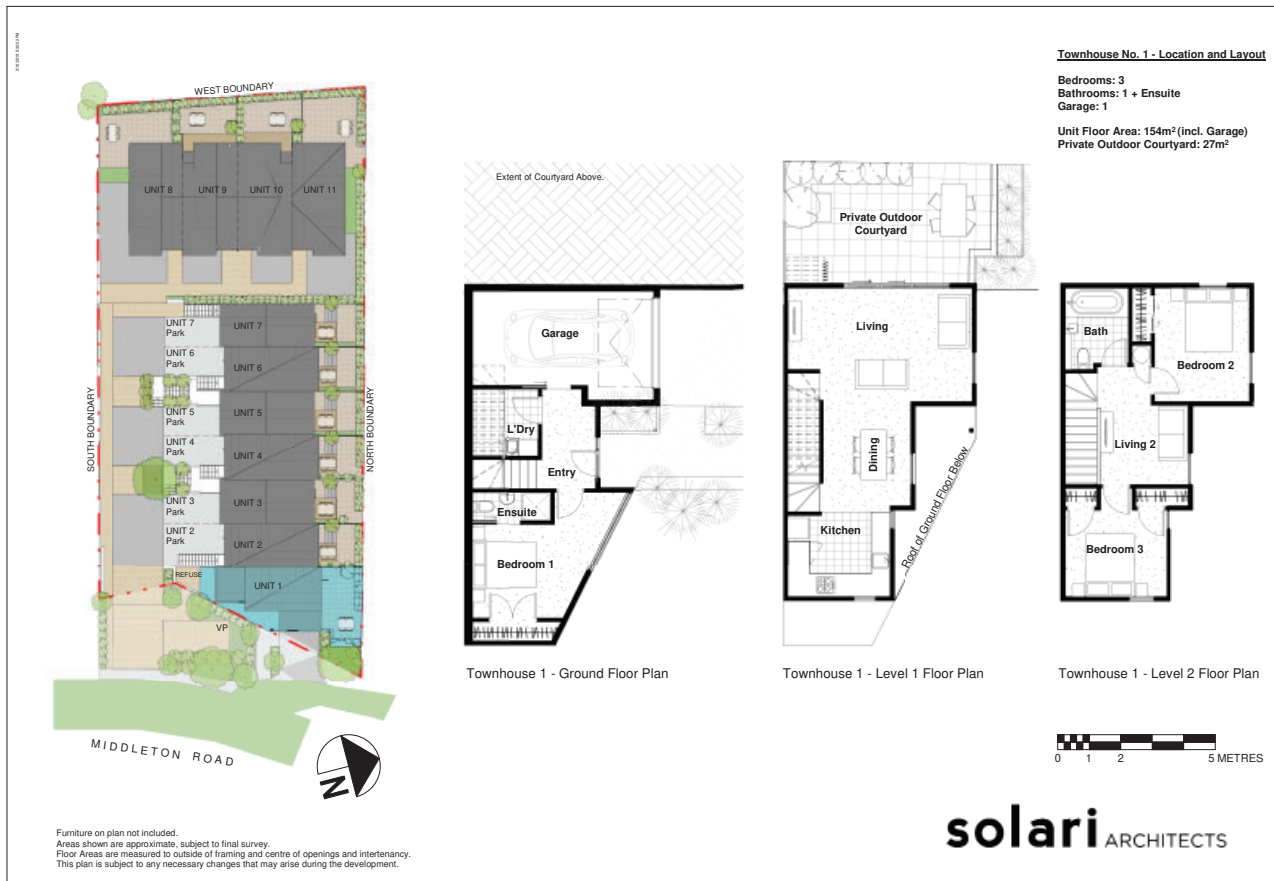 Townhouse No. 1 - Location and Layout
Bedrooms: 3
Bathrooms: 1 + Ensuite
Garage: 1
Unit Floor Area: 154m² (incl. Garage)
Private Outdoor Courtyard: 27m²
WEST BOUNDARY
UNIT 8
UNIT 9
UNIT 10
UNIT 11
SOUTH BOUNDARY
NORTH BOUNDARY
UNIT 7
Park
UNIT 7
UNIT 6
Park
UNIT 6
UNIT 5
Park
UNIT 5
UNIT 4
Park
UNIT 4
UNIT 3
Park
UNIT 3
UNIT 2
Park
UNIT 2
REFUSE
UNIT 1
VP
MIDDLETON ROAD
N
Extent of Courtyard Above.
Garage
L'Dry
Entry
Ensuite
Bedroom 1
Townhouse 1 - Ground Floor Plan
Private Outdoor
Courtyard
Living
Dining
Kitchen
Roof of Ground Floor Below
Townhouse 1 - Level 1 Floor Plan
Bath
Bedroom 2
Living 2
Bedroom 3
Townhouse 1 - Level 2 Floor Plan
0 1 2 5 METRES
Furniture on plan not included.
Areas shown are approximate, subject to final survey.
Floor Areas are measured to outside of framing and centre of openings and intertenancy.
This plan is subject to any necessary changes that may arise during the development.
solari ARCHITECTS